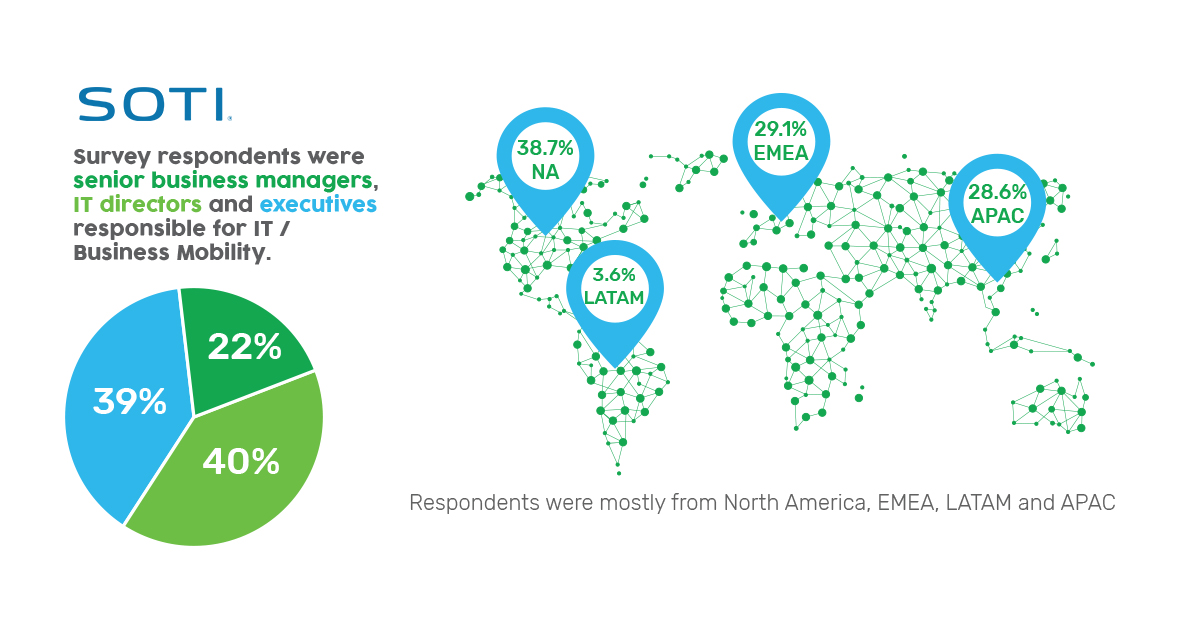 SOTI®
Survey respondents were
senior business managers,
IT directors and executives
responsible for IT /
Business Mobility.
22%
39%
40%
38.7%
NA
29.1%
EMEA
28.6%
APAC
3.6%
LATAM
Respondents were mostly from North America, EMEA, LATAM and APAC